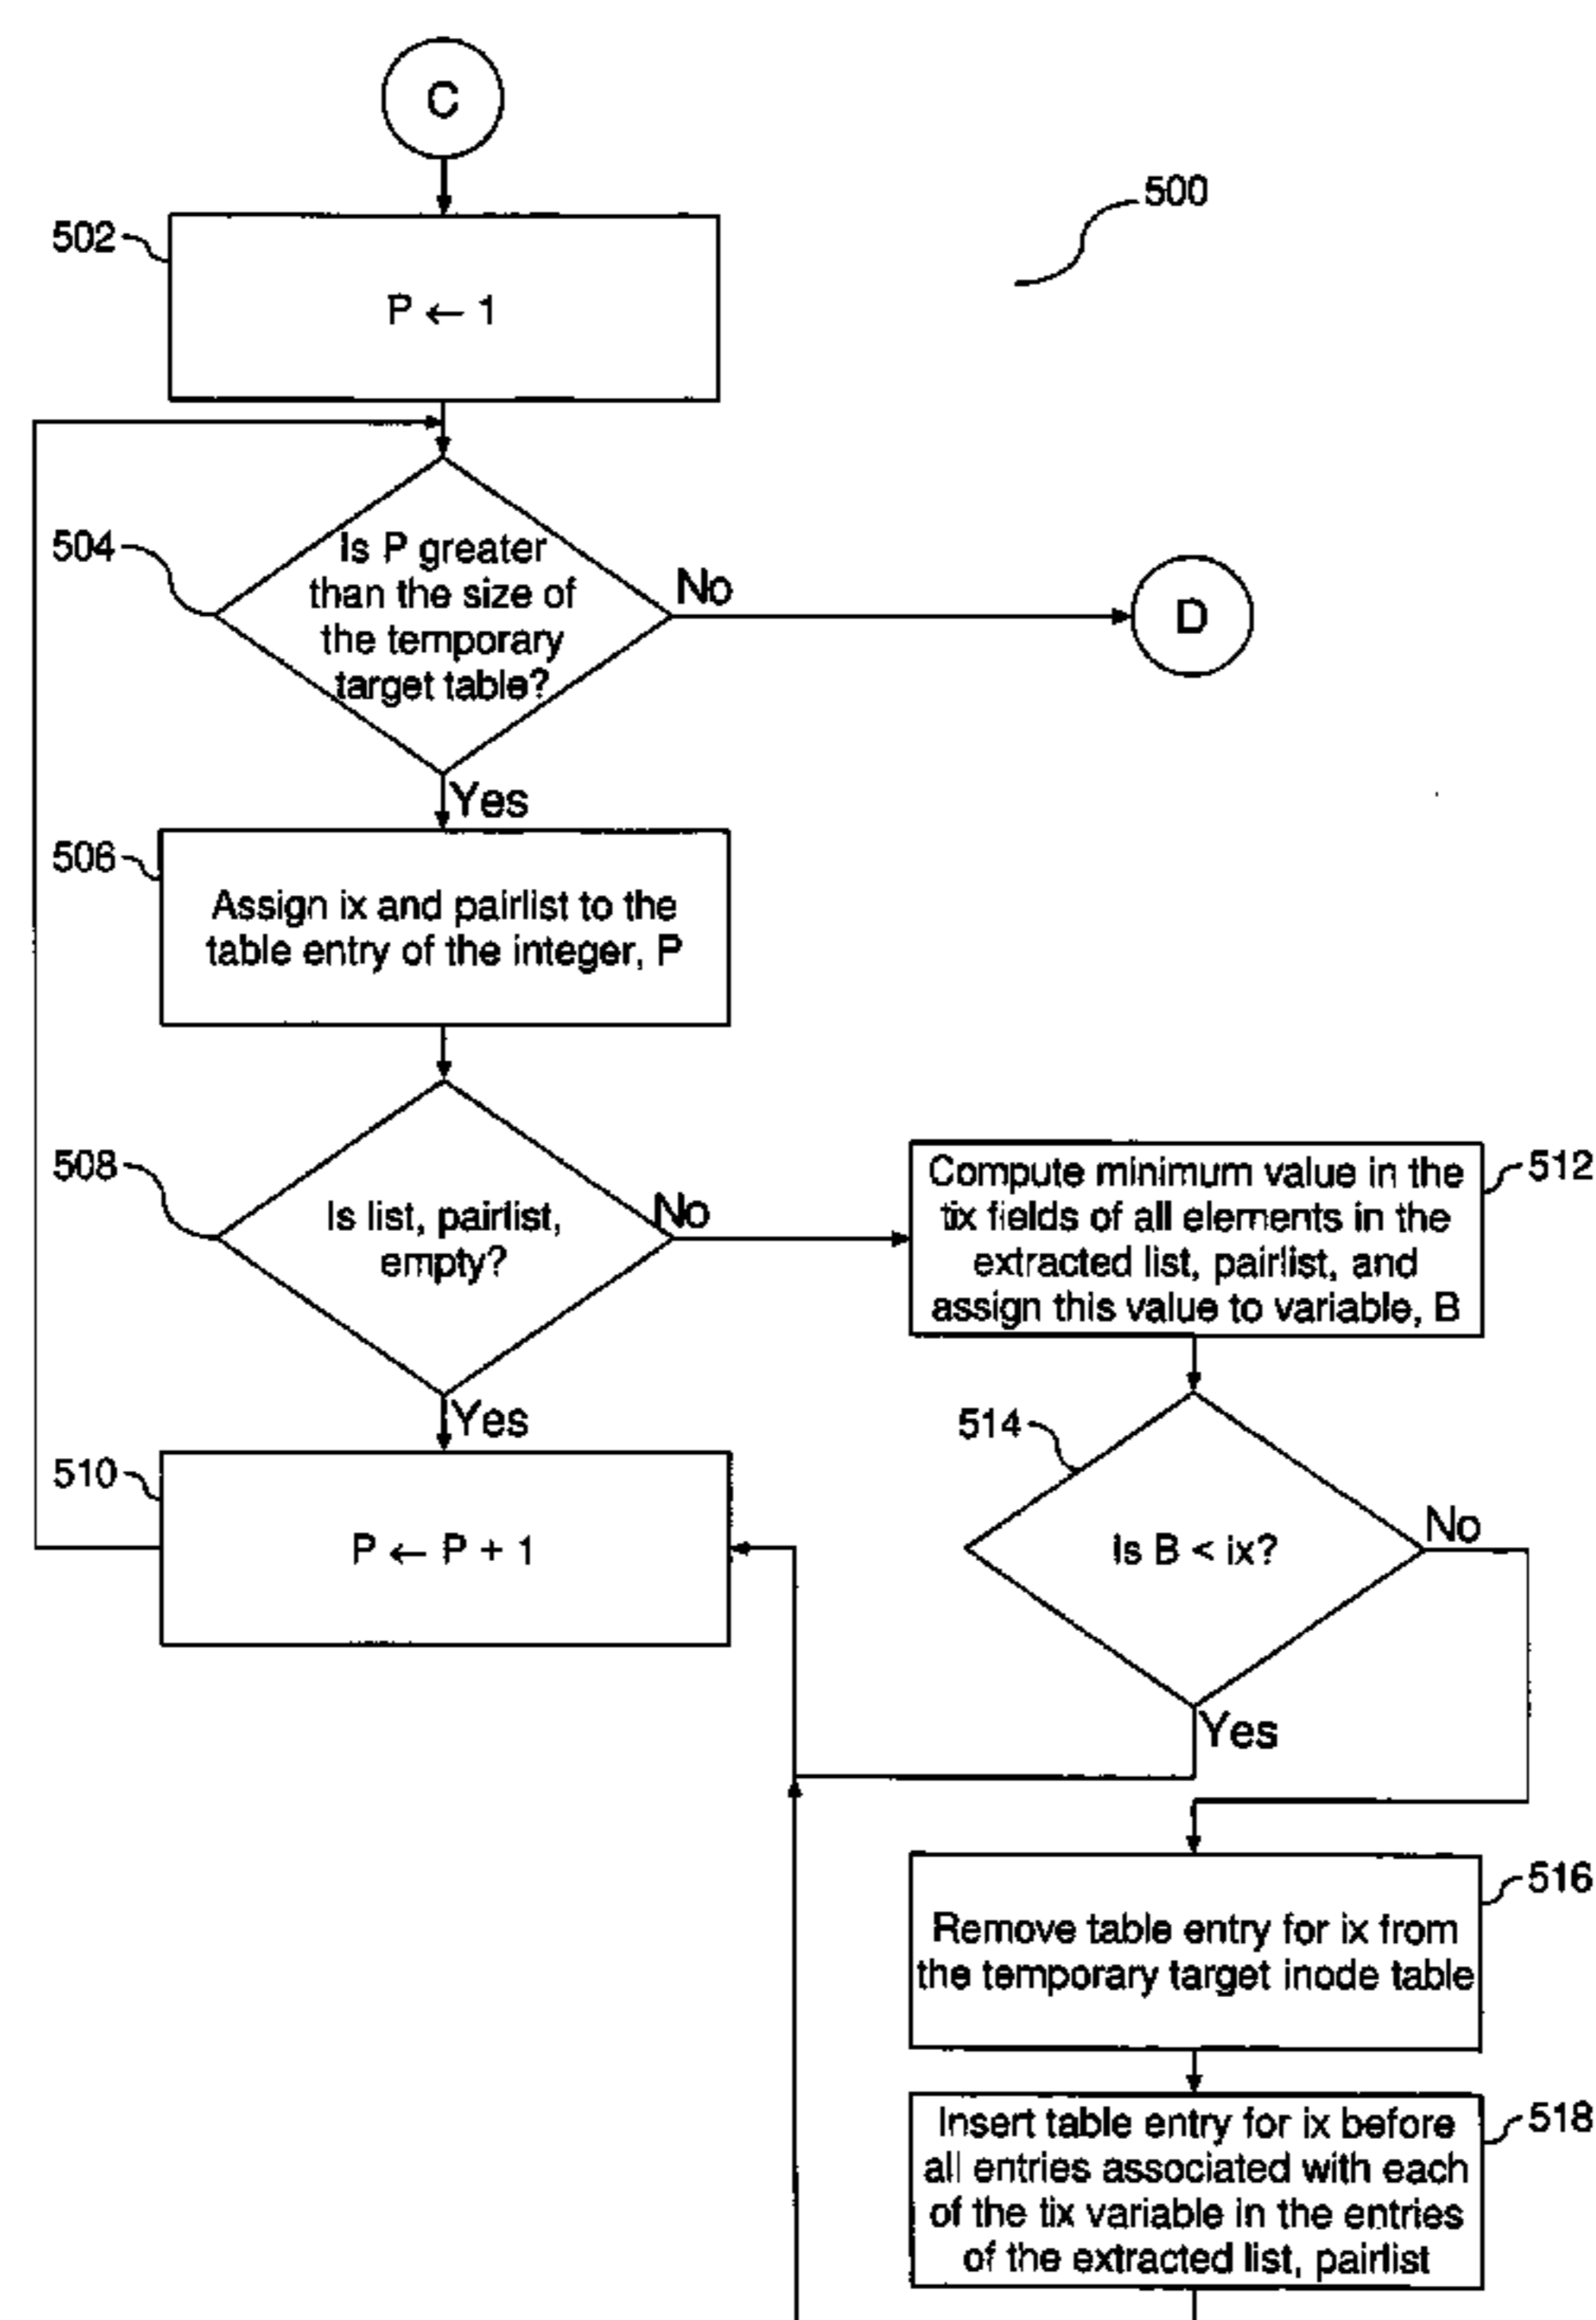 C
500
502
P ← 1
504
Is P greater
than the size of
the temporary
target table?
No
D
Yes
506
Assign ix and pairlist to the
table entry of the integer, P
508
Is list, pairlist,
empty?
No
512
Compute minimum value in the
tix fields of all elements in the
extracted list, pairlist, and
assign this value to variable, B
Yes
510
P ← P + 1
514
Is B < ix?
No
Yes
516
Remove table entry for ix from
the temporary target inode table
518
Insert table entry for ix before
all entries associated with each
of the tix variable in the entries
of the extracted list, pairlist